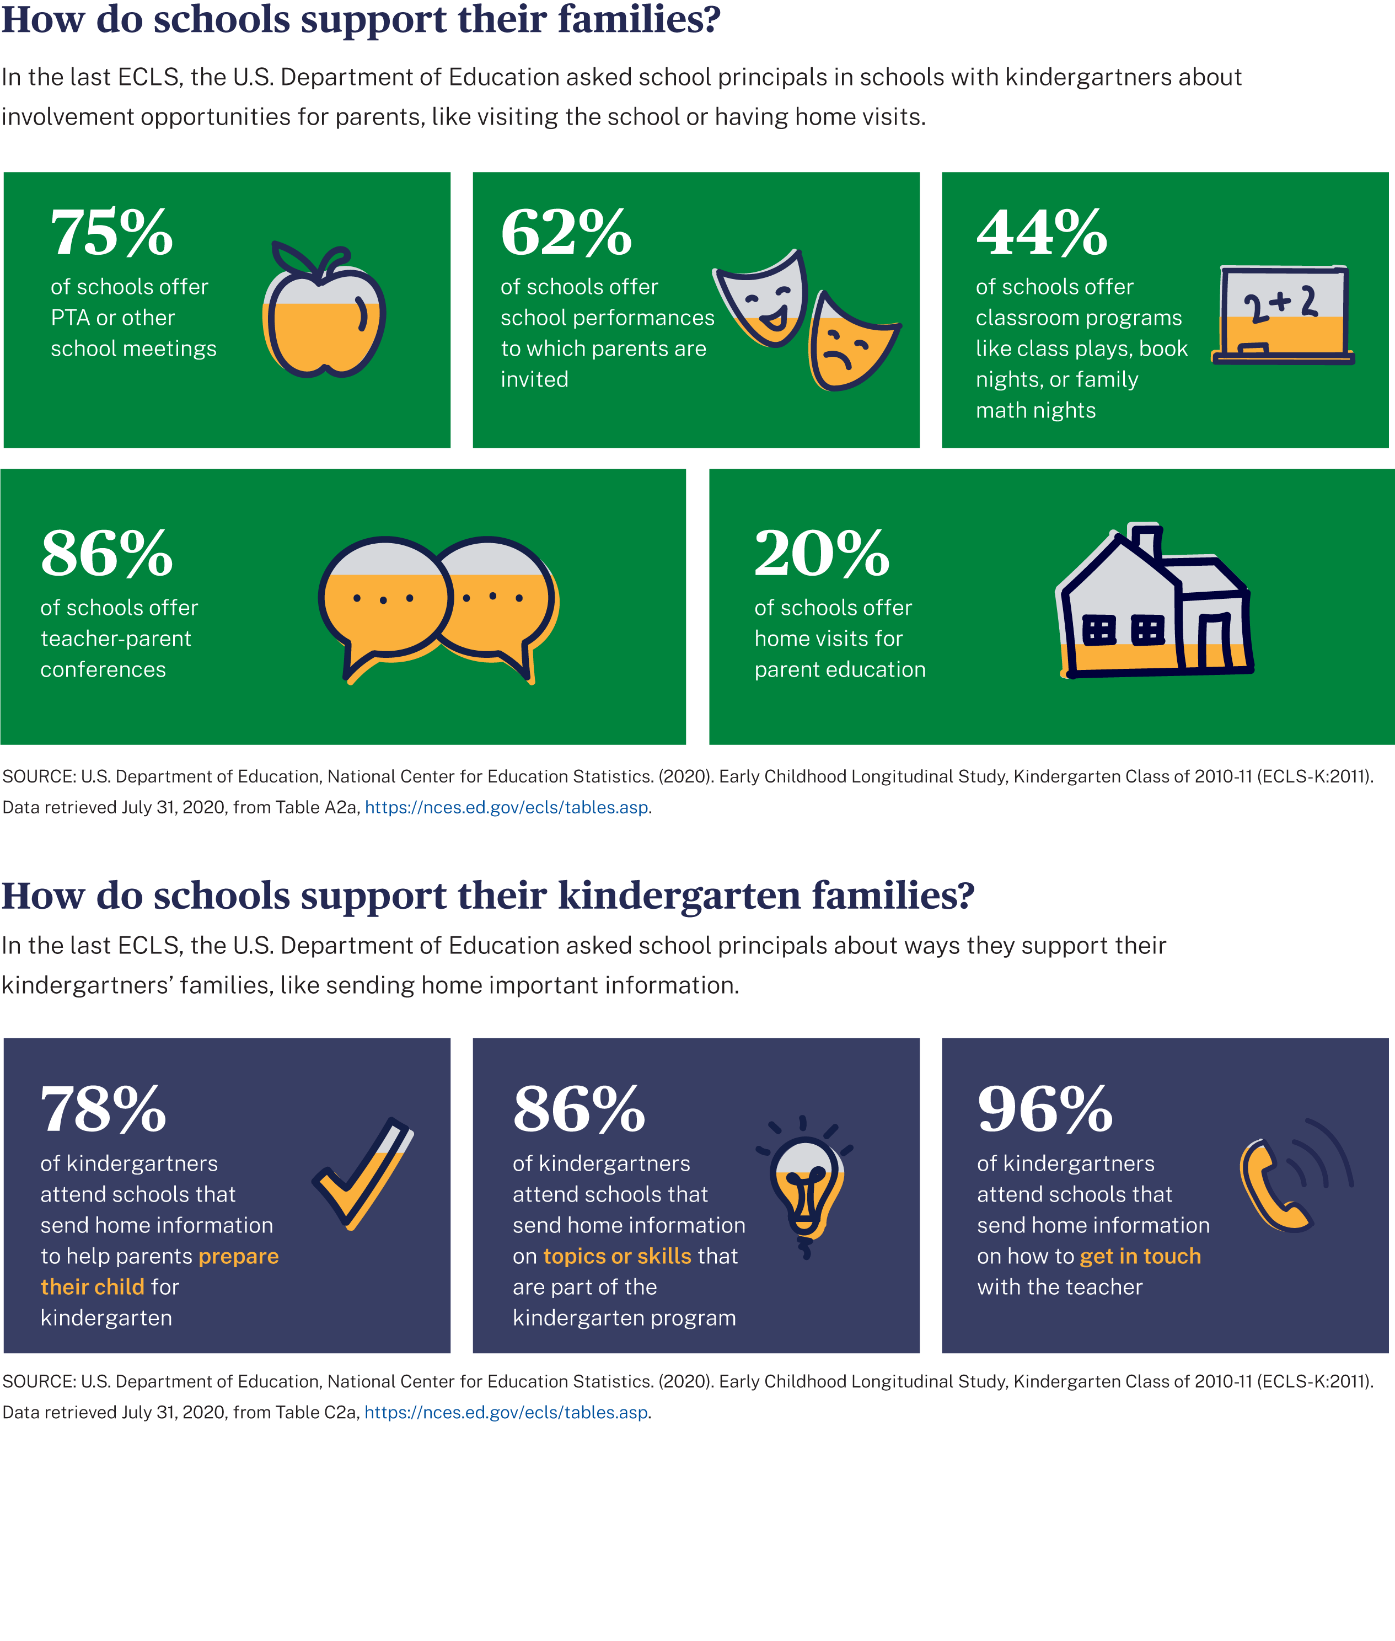 How do schools support their families?
In the last ECLS, the U.S. Department of Education asked school principals in schools with kindergartners about
involvement opportunities for parents, like visiting the school or having home visits.
75%
of schools offer
PTA or other
school meetings
62%
of schools offer
school performances
to which parents are
invited
44%
of schools offer
classroom programs
like class plays, book
nights, or family
math nights
2+2
86%
of schools offer
teacher-parent
conferences
20%
of schools offer
home visits for
parent education
SOURCE: U.S. Department of Education, National Center for Education Statistics. (2020). Early Childhood Longitudinal Study, Kindergarten Class of 2010-11 (ECLS-K:2011).
Data retrieved July 31, 2020, from Table A2a, https://nces.ed.gov/ecls/tables.asp.
How do schools support their kindergarten families?
In the last ECLS, the U.S. Department of Education asked school principals about ways they support their
kindergartners’ families, like sending home important information.
78%
of kindergartners
attend schools that
send home information
to help parents prepare
their child for
kindergarten
86%
of kindergartners
attend schools that
send home information
on topics or skills that
are part of the
kindergarten program
96%
of kindergartners
attend schools that
send home information
on how to get in touch
with the teacher
SOURCE: U.S. Department of Education, National Center for Education Statistics. (2020). Early Childhood Longitudinal Study, Kindergarten Class of 2010-11 (ECLS-K:2011).
Data retrieved July 31, 2020, from Table C2a, https://nces.ed.gov/ecls/tables.asp.